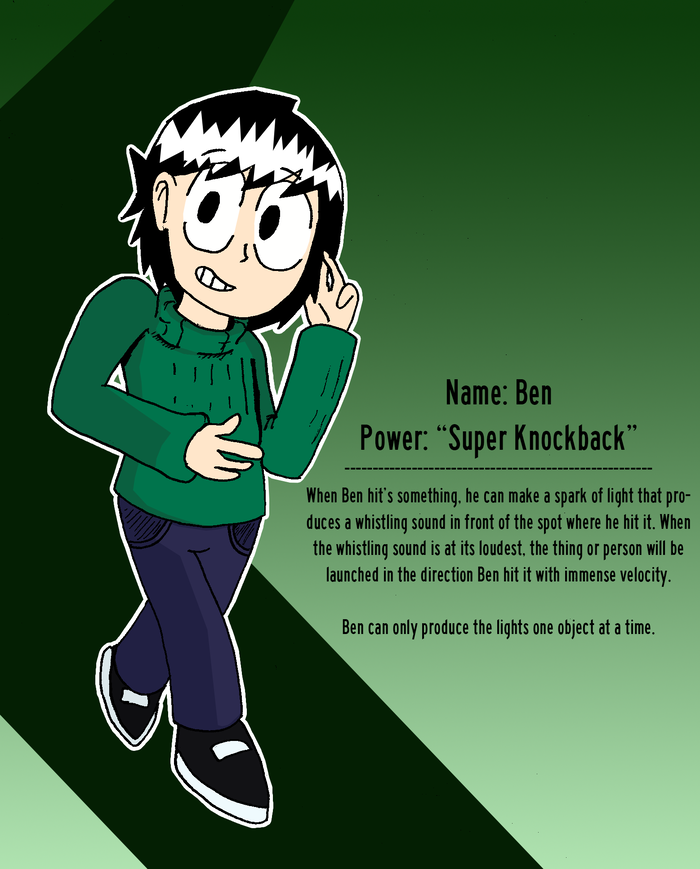 Name: Ben
Power: “Super Knockback”
When Ben hit's something, he can make a spark of light that pro-
duces a whistling sound in front of the spot where he hit it. When
the whistling sound is at its loudest, the thing or person will be
launched in the direction Ben hit it with immense velocity.
Ben can only produce the lights one object at a time.